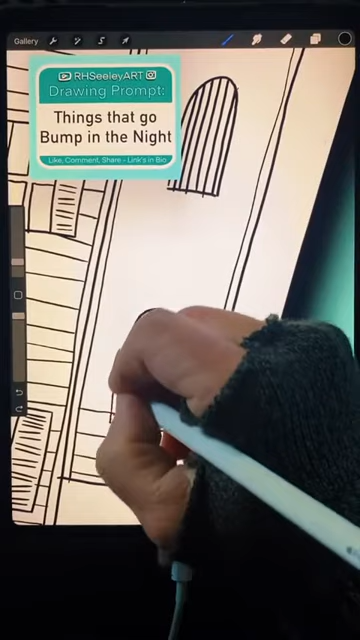 Gallery
RHSeeleyART
Drawing Prompt:
Things that go
Bump in the Night
Like, Comment, Share - Link's in Bio